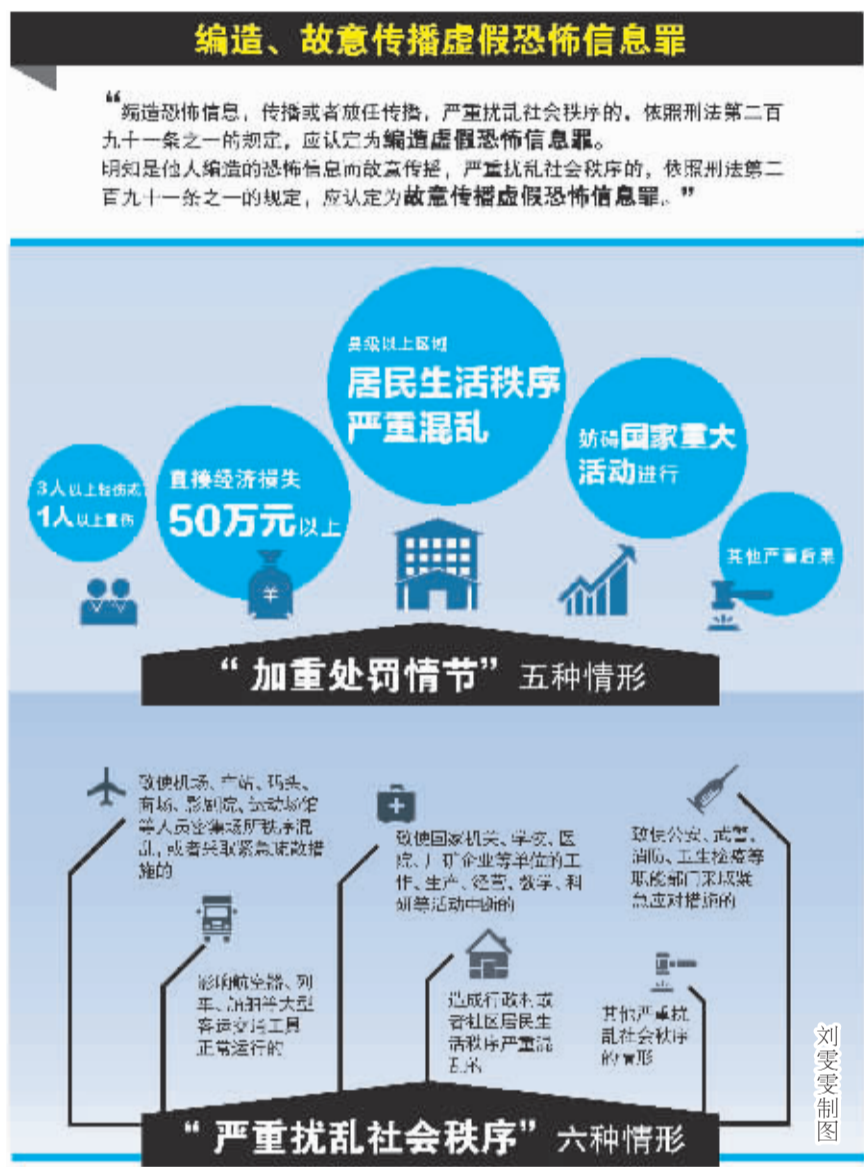 编造、故意传播虚假恐怖信息罪
“编造恐怖信息，传播或者放任传播，严重扰乱社会秩序的，依照刑法第二百
九十一条之一的规定，应认定为编造虚假恐怖信息罪。
明知是他人编造的恐怖信息而故意传播，严重扰乱社会秩序的，依照刑法第二
百九十一条之一的规定，应认定为故意传播虚假恐怖信息罪。”
县级以上区域
居民生活秩序
严重混乱
妨碍国家重大
活动进行
直接经济损失
50万元以上
3人以上轻伤或
1人以上重伤
其他严重后果
羊
“加重处罚情节”五种情形
致使机场、车站、码头、
商场、影剧院、运动场馆
等人员密集场所秩序混
乱，或者采取紧急疏散措
施的
致使国家机关、学校、医
院、厂矿企业等单位的工
作、生产、经营、教学、科
研等活动中断的
致使公安、武警、
消防、卫生检疫等
职能部门采取紧
急应对措施的
影响航空器、列
车、船舶等大型
客运交通工具
正常运行的
造成行政村或
者社区居民生
活秩序严重混
乱的
其他严重扰
乱社会秩序
的情形
“严重扰乱社会秩序”六种情形
刘雯雯制图